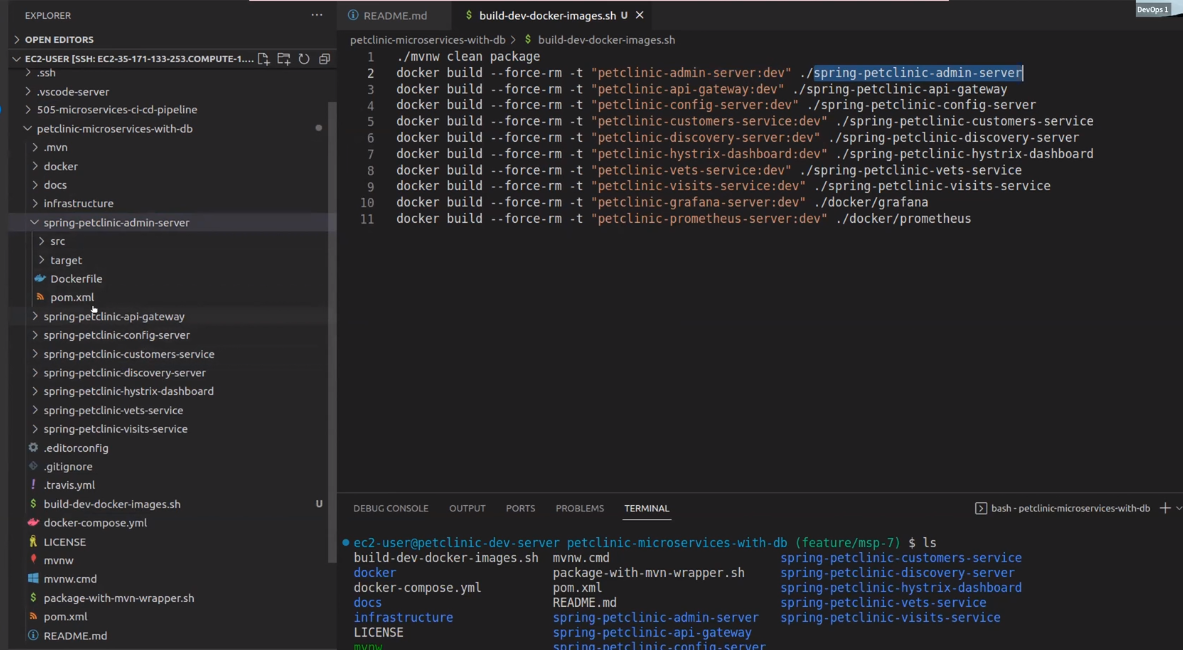 DevOps 1
EXPLORER
···
README.md
$ build-dev-docker-images.sh U ×
OPEN EDITORS
EC2-USER [SSH: EC2-35-171-133-253.COMPUTE-1....
petclinic-microservices-with-db > $ build-dev-docker-images.sh
.ssh
.vscode-server
505-microservices-ci-cd-pipeline
petclinic-microservices-with-db
.mvn
docker
docs
infrastructure
spring-petclinic-admin-server
src
target
Dockerfile
pom.xml
spring-petclinic-api-gateway
spring-petclinic-config-server
spring-petclinic-customers-service
spring-petclinic-discovery-server
spring-petclinic-hystrix-dashboard
spring-petclinic-vets-service
spring-petclinic-visits-service
.editorconfig
.gitignore
! .travis.yml
$ build-dev-docker-images.sh U
docker-compose.yml
LICENSE
mvnw
mvnw.cmd
$ package-with-mvn-wrapper.sh
pom.xml
README.md
1 ./mvnw clean package
2 docker build --force-rm -t "petclinic-admin-server:dev" ./spring-petclinic-admin-server
3 docker build --force-rm -t "petclinic-api-gateway:dev" ./spring-petclinic-api-gateway
4 docker build --force-rm -t "petclinic-config-server:dev" ./spring-petclinic-config-server
5 docker build --force-rm -t "petclinic-customers-service:dev" ./spring-petclinic-customers-service
6 docker build --force-rm -t "petclinic-discovery-server:dev" ./spring-petclinic-discovery-server
7 docker build --force-rm -t "petclinic-hystrix-dashboard:dev" ./spring-petclinic-hystrix-dashboard
8 docker build --force-rm -t "petclinic-vets-service:dev" ./spring-petclinic-vets-service
9 docker build --force-rm -t "petclinic-visits-service:dev" ./spring-petclinic-visits-service
10 docker build --force-rm -t "petclinic-grafana-server:dev" ./docker/grafana
11 docker build --force-rm -t "petclinic-prometheus-server:dev" ./docker/prometheus
DEBUG CONSOLE OUTPUT PORTS PROBLEMS TERMINAL
bash - petclinic-microservices-with-db
ec2-user@petclinic-dev-server petclinic-microservices-with-db (feature/msp-7) $ ls
build-dev-docker-images.sh mvnw.cmd spring-petclinic-customers-service
docker package-with-mvn-wrapper.sh spring-petclinic-discovery-server
docker-compose.yml pom.xml spring-petclinic-hystrix-dashboard
docs README.md spring-petclinic-vets-service
infrastructure spring-petclinic-admin-server spring-petclinic-visits-service
LICENSE spring-petclinic-api-gateway
mvnw spring-petclinic-config-server